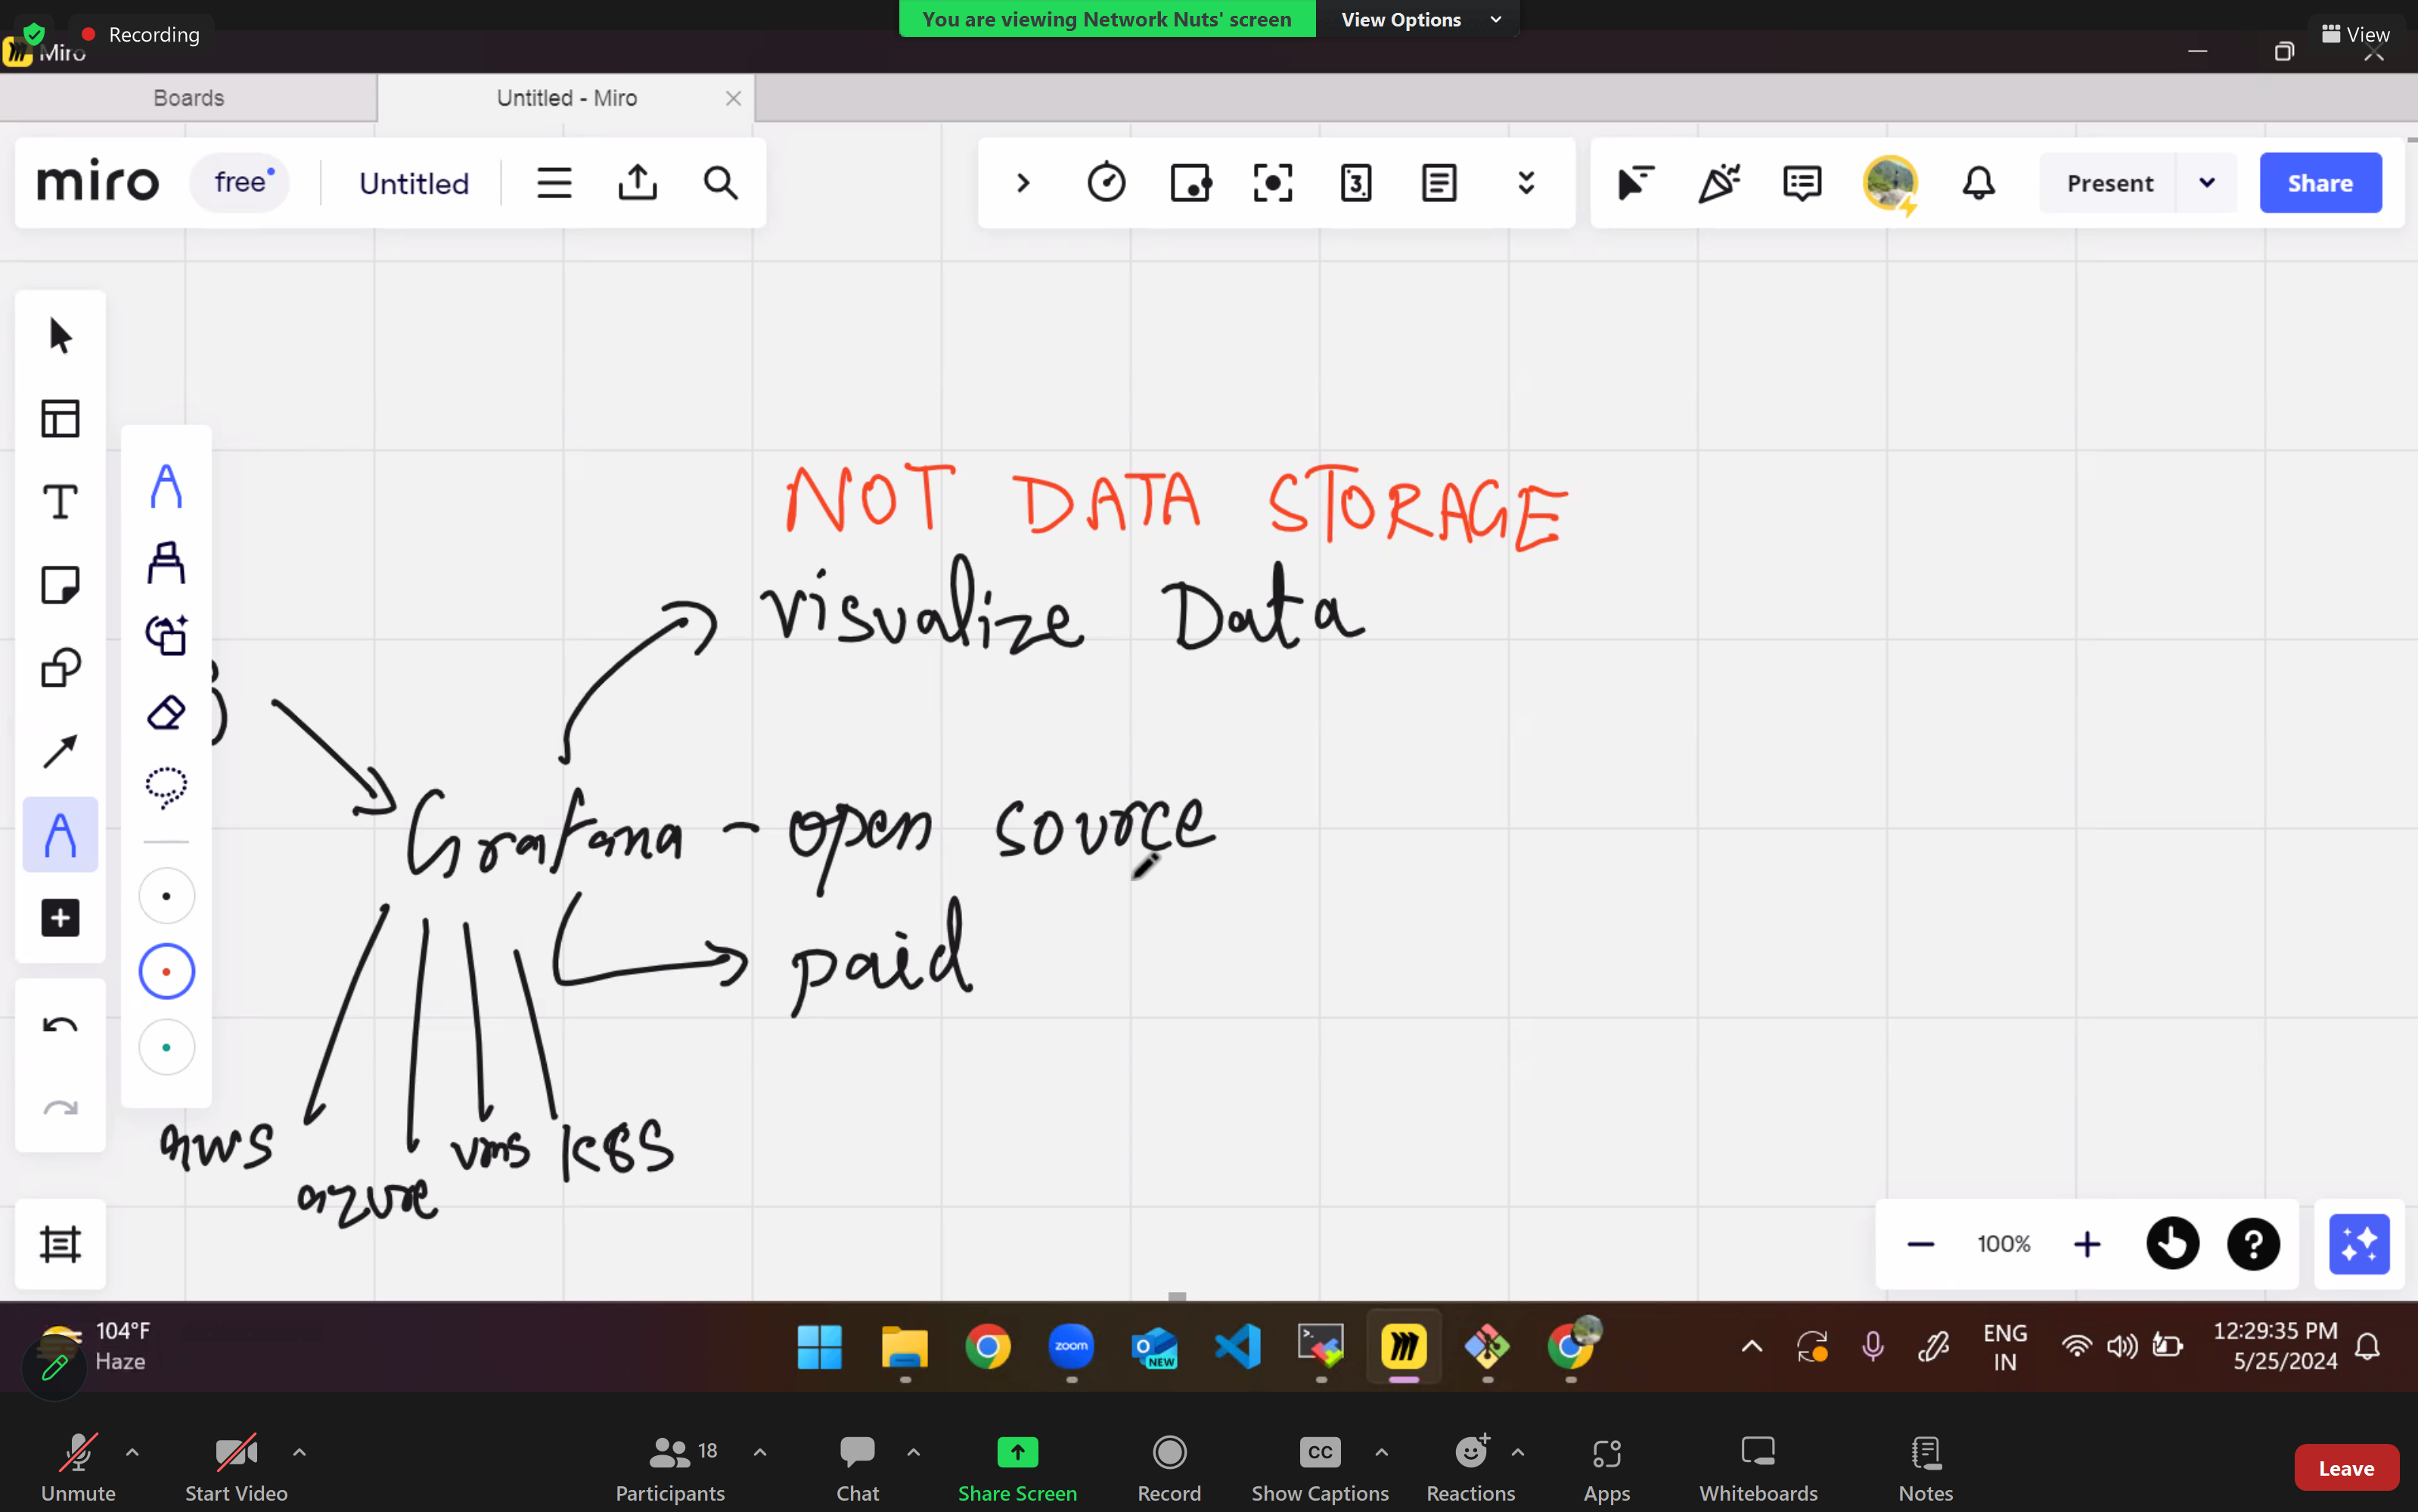 You are viewing Network Nuts' screen View Options
Recording
View
Miro
Boards Untitled - Miro
miro free Untitled Present Share
NOT DATA STORAGE
visualize Data
Grafana - open source
paid
aws vms k8s
azure
100%
104°F
Haze
zoom
NEW
ENG
IN
12:29:35 PM
5/25/2024
18
CC
Unmute Start Video Participants Chat Share Screen Record Show Captions Reactions Apps Whiteboards Notes Leave